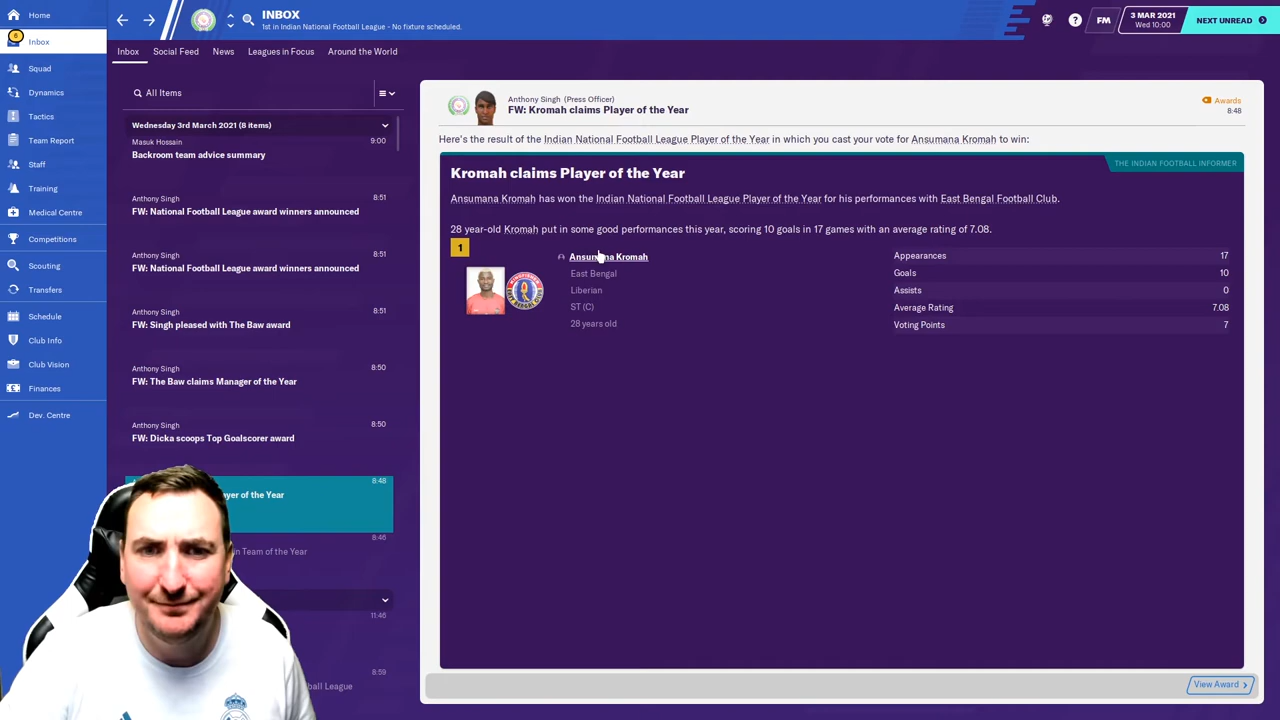 Home
INBOX
1st in Indian National Football League - No fixture scheduled.
FM
3 MAR 2021
Wed 10:00
NEXT UNREAD
6
Inbox
Squad
Dynamics
Tactics
Team Report
Staff
Training
Medical Centre
Competitions
Scouting
Transfers
Schedule
Club Info
Club Vision
Finances
Dev. Centre
Inbox
Social Feed
News
Leagues in Focus
Around the World
All Items
Wednesday 3rd March 2021 (8 items)
Masuk Hossain
9:00
Backroom team advice summary
Anthony Singh
8:51
FW: National Football League award winners announced
Anthony Singh
8:51
FW: National Football League award winners announced
Anthony Singh
8:51
FW: Singh pleased with The Baw award
Anthony Singh
8:50
FW: The Baw claims Manager of the Year
Anthony Singh
8:50
FW: Dicka scoops Top Goalscorer award
8:48
of the Year
8:46
Team of the Year
11:46
8:59
League
Anthony Singh (Press Officer)
FW: Kromah claims Player of the Year
Awards
8:48
Here's the result of the Indian National Football League Player of the Year in which you cast your vote for Ansumana Kromah to win:
THE INDIAN FOOTBALL INFORMER
Kromah claims Player of the Year
Ansumana Kromah has won the Indian National Football League Player of the Year for his performances with East Bengal Football Club.
28 year-old Kromah put in some good performances this year, scoring 10 goals in 17 games with an average rating of 7.08.
1
Ansumana Kromah
East Bengal
Liberian
ST (C)
28 years old
Appearances 17
Goals 10
Assists 0
Average Rating 7.08
Voting Points 7
View Award